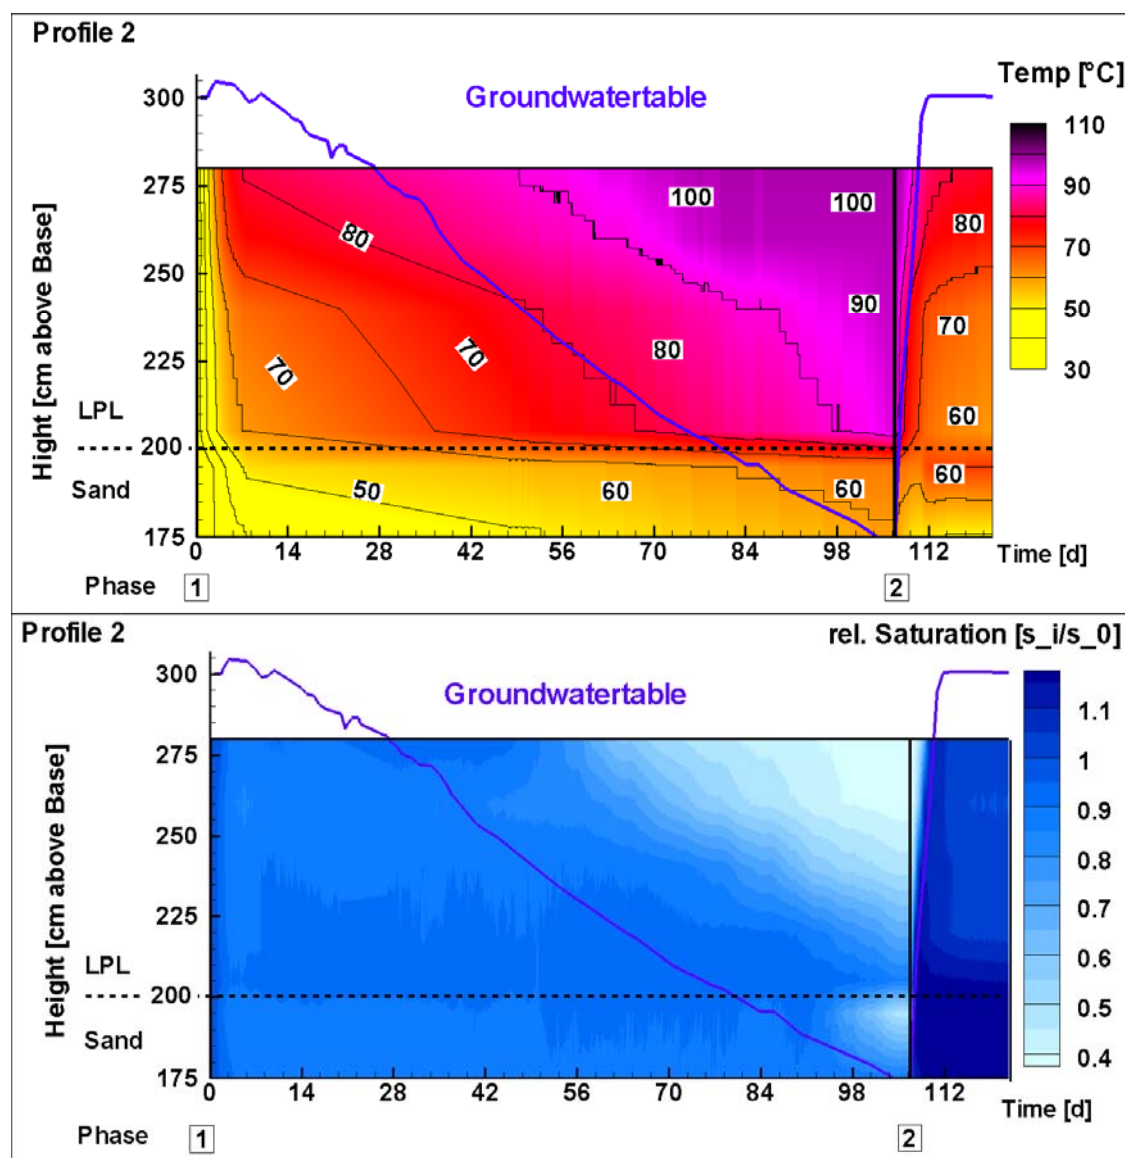 Profile 2
Groundwatertable
Temp [°C]
300
275
250
225
200
175
Hight [cm above Base]
LPL
Sand
100
100
80
90
80
80
70
70
70
60
50
60
60
60
110
90
70
50
30
0 14 28 42 56 70 84 98 112
Time [d]
Phase 1 2
Profile 2
rel. Saturation [s_i/s_0]
Groundwatertable
300
275
250
225
200
175
Height [cm above Base]
LPL
Sand
1.1
1
0.9
0.8
0.7
0.6
0.5
0.4
0 14 28 42 56 70 84 98 112
Time [d]
Phase 1 2